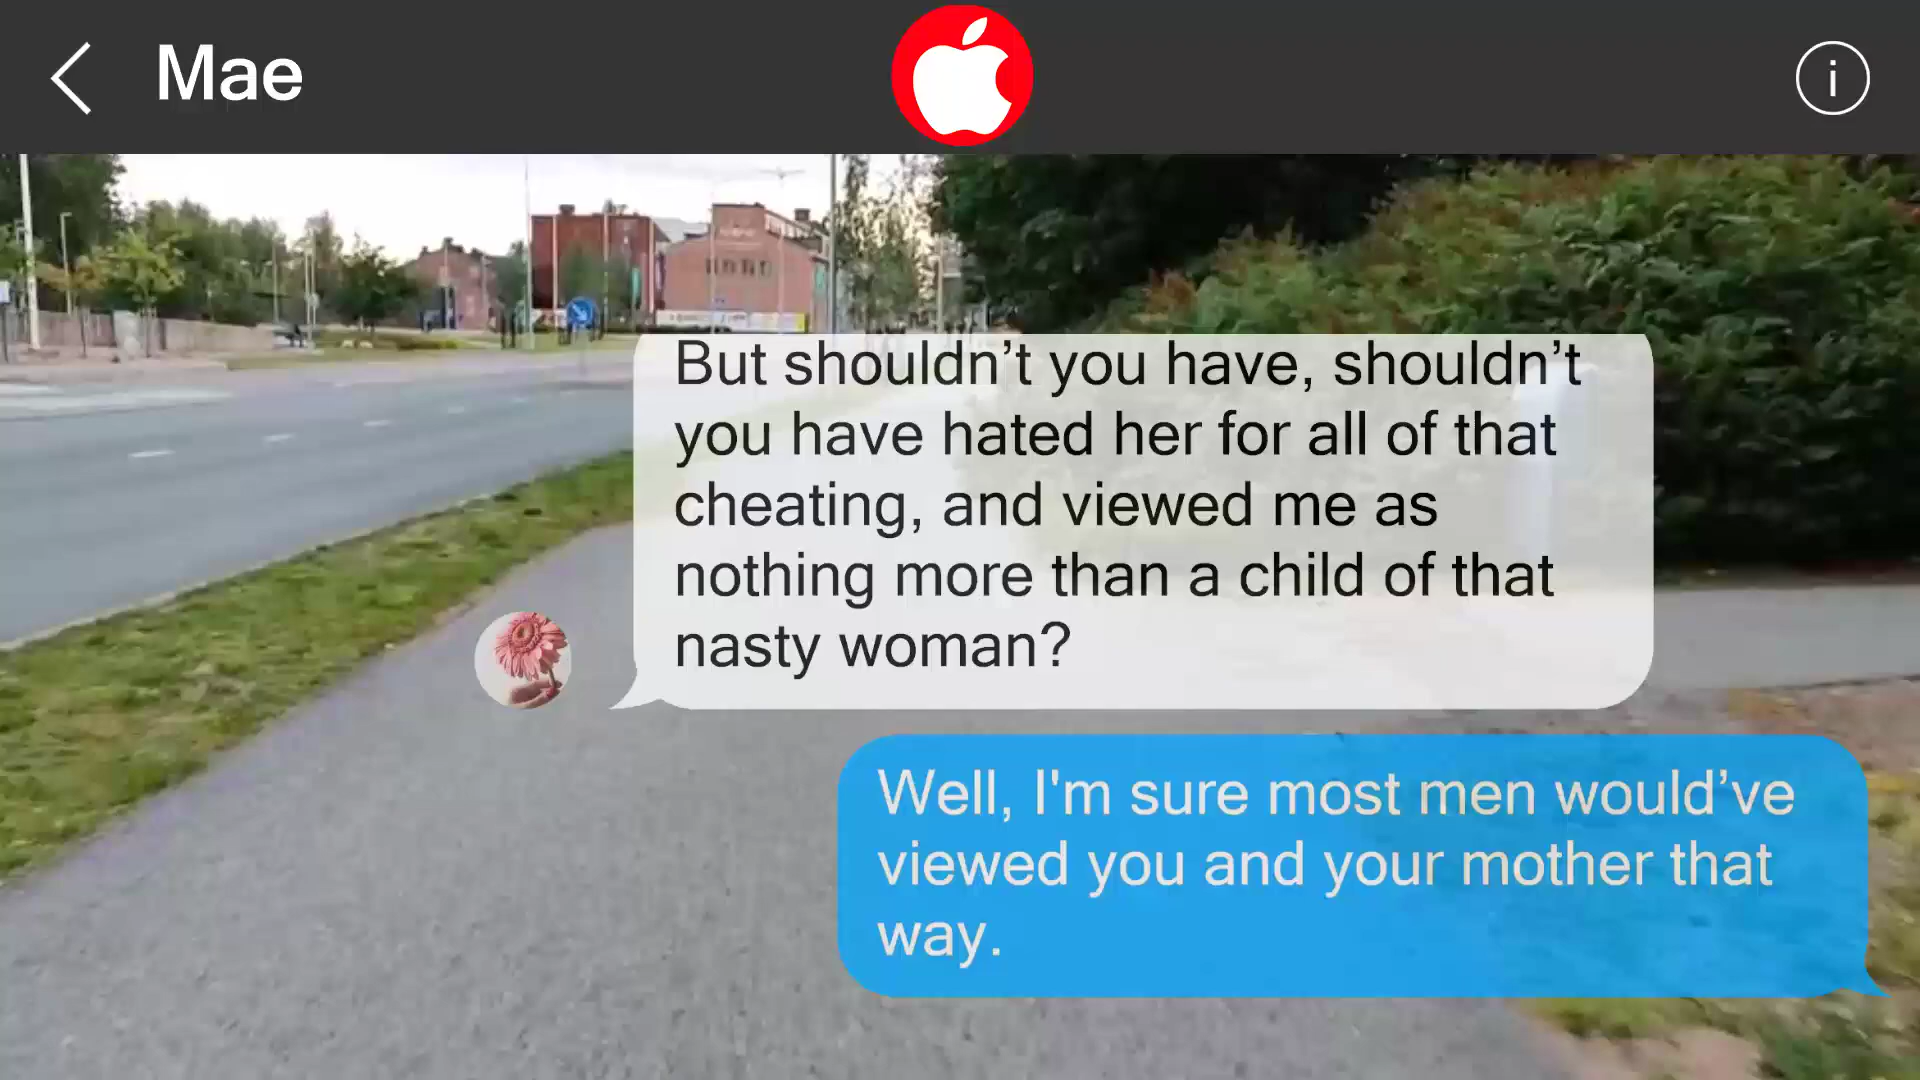 Mae
But shouldn’t you have, shouldn’t
you have hated her for all of that
cheating, and viewed me as
nothing more than a child of that
nasty woman?
Well, I'm sure most men would’ve
viewed you and your mother that
way.